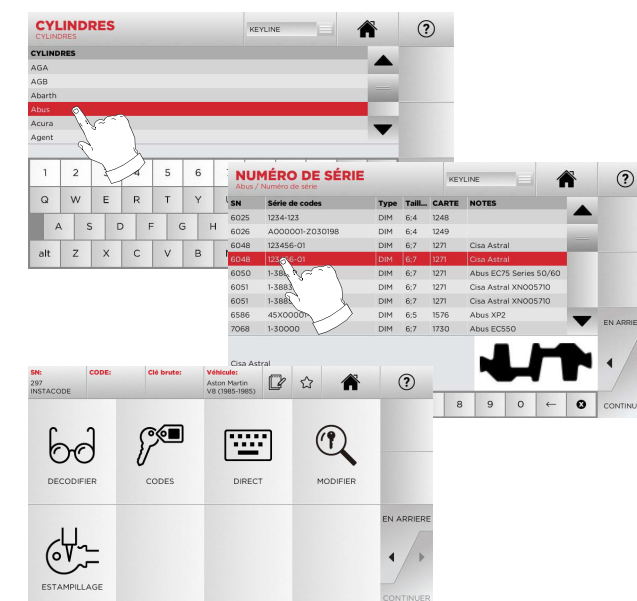 CYLINDRES
CYLINDRES
KEYLINE
?
CYLINDRES
AGA
AGB
Abarth
Abus
Acura
Agent
1 2 3 4 5 6
Q W E R T Y
A S D F G H
alt Z X C V B
NUMÉRO DE SÉRIE
Abus / Numéro de série
KEYLINE
?
SN Série de codes Type Taill... CARTE NOTES
6025 1234-123 DIM 6;4 1248
6026 A000001-Z030198 DIM 6;4 1249
6048 123456-01 DIM 6;7 1271 Cisa Astral
6048 123456-01 DIM 6;7 1271 Cisa Astral
6050 DIM 6;7 1271 Abus EC75 Series 50/60
6051 DIM 6;7 1271 Cisa Astral XN005710
6051 DIM 6;7 1271 Cisa Astral XN005710
6586 DIM 6;5 1576 Abus XP2
7068 1-30000 DIM 6;7 1730 Abus EC550
Cisa Astral
8 9 0 ←
EN ARRIE
CONTINU
SN: CODE: Clé brute: Véhicule:
297 Aston Martin
INSTACODE V8 (1985-1985)
?
DECODIFIER CODES DIRECT MODIFIER
ESTAMPILLAGE
EN ARRIERE
CONTINUER